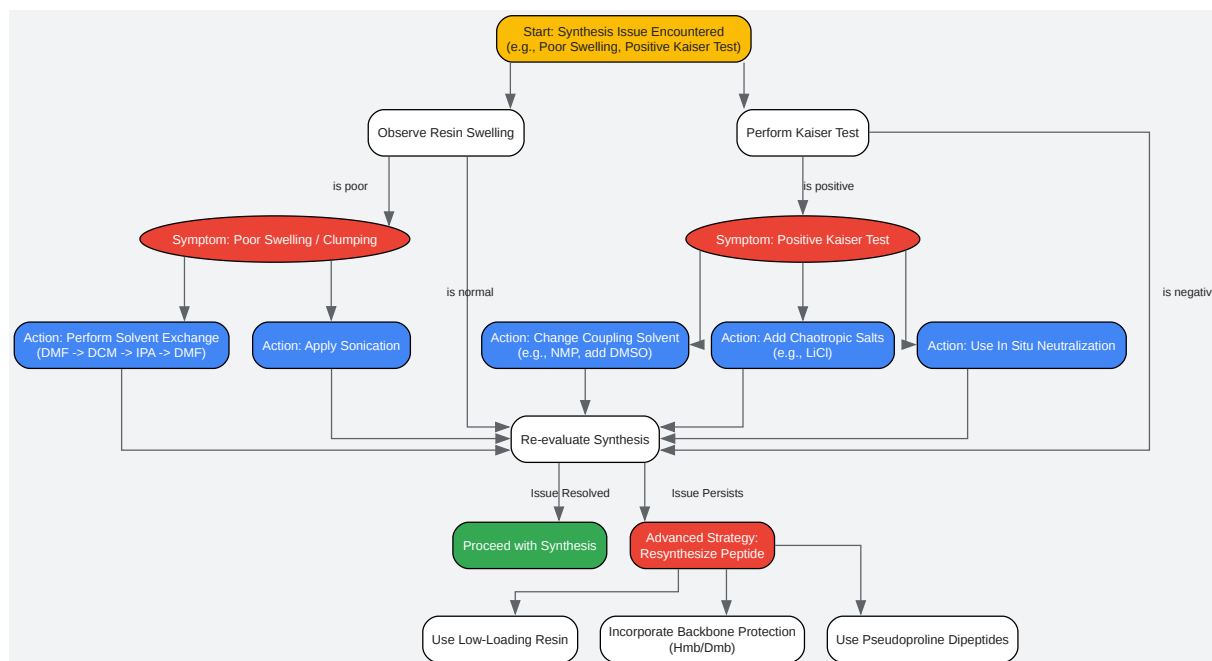 Start: Synthesis Issue Encountered
(e.g., Poor Swelling, Positive Kaiser Test)
Observe Resin Swelling
Perform Kaiser Test
is poor
is positive
Symptom: Poor Swelling / Clumping
Symptom: Positive Kaiser Test
is normal
is negativ
Action: Perform Solvent Exchange
(DMF -> DCM -> IPA -> DMF)
Action: Apply Sonication
Action: Change Coupling Solvent
(e.g., NMP, add DMSO)
Action: Add Chaotropic Salts
(e.g., LiCl)
Action: Use In Situ Neutralization
Re-evaluate Synthesis
Issue Resolved
Issue Persists
Proceed with Synthesis
Advanced Strategy:
Resynthesize Peptide
Use Low-Loading Resin
Incorporate Backbone Protection
(Hmb/Dmb)
Use Pseudoproline Dipeptides